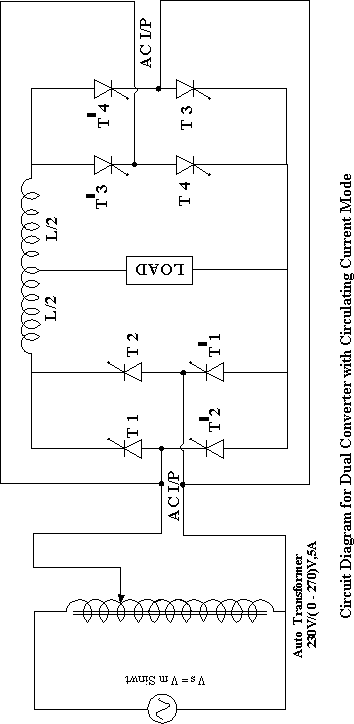 AC I/P
T' 4
T 3
T' 3
T 4
L/2
L/2
LOAD
T 2
T' 1
T 1
T' 2
AC I/P
Auto Transformer
230V/( 0 - 270)V,5A
Vs = Vm Sinwt
Circuit Diagram for Dual Converter with Circulating Current Mode